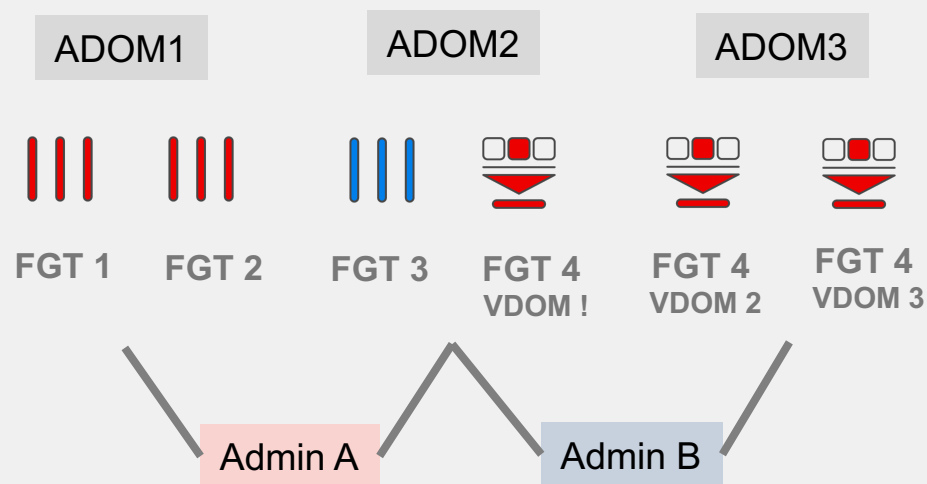 ADOM1
ADOM2
ADOM3
FGT 1
FGT 2
FGT 3
FGT 4
VDOM !
FGT 4
VDOM 2
FGT 4
VDOM 3
Admin A
Admin B